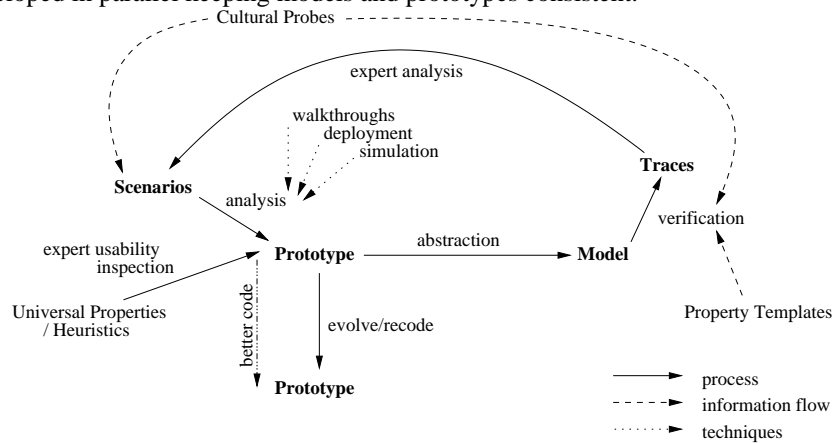 eloped in parallel keeping models and prototypes consistent.
Cultural Probes
expert analysis
walkthroughs
deployment
simulation
Traces
Scenarios
analysis
verification
expert usability
inspection
Prototype
abstraction
Model
Universal Properties
/ Heuristics
better code
evolve/recode
Property Templates
Prototype
process
information flow
techniques